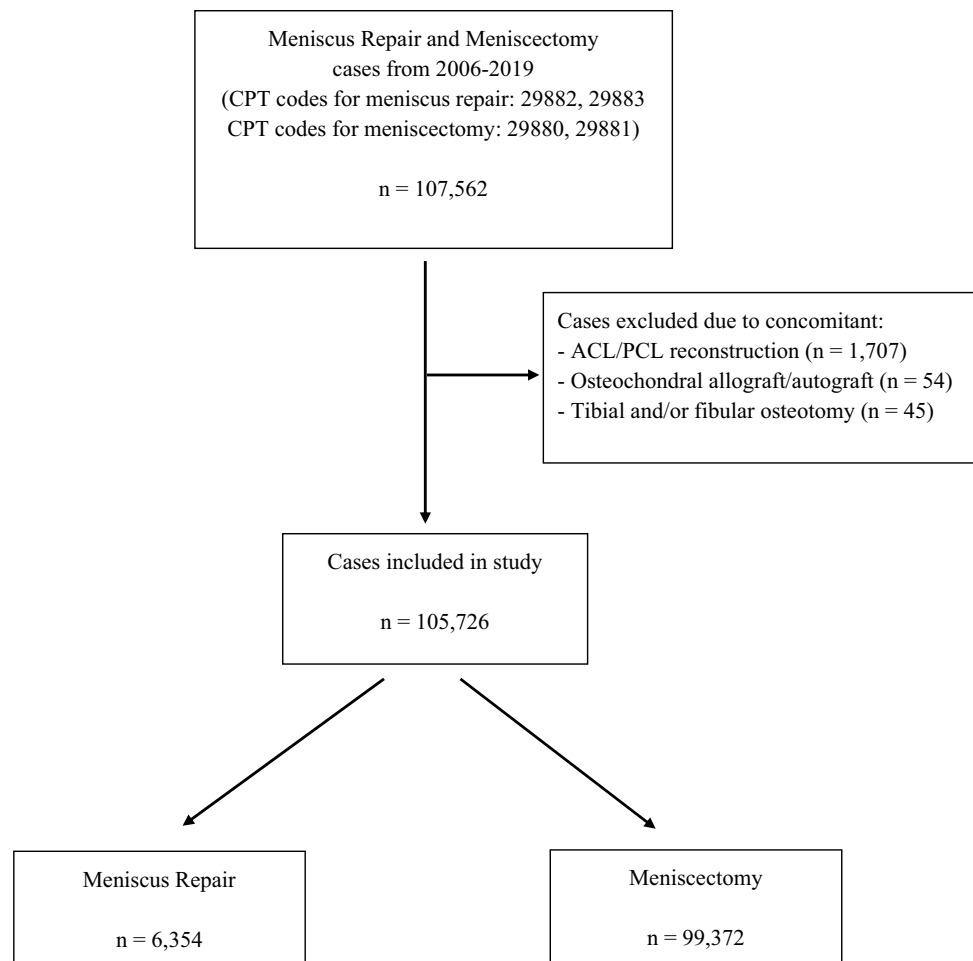 Meniscus Repair and Meniscectomy
cases from 2006-2019
(CPT codes for meniscus repair: 29882, 29883
CPT codes for meniscectomy: 29880, 29881)
n = 107,562
Cases excluded due to concomitant:
- ACL/PCL reconstruction (n = 1,707)
- Osteochondral allograft/autograft (n = 54)
- Tibial and/or fibular osteotomy (n = 45)
Cases included in study
n = 105,726
Meniscus Repair
n = 6,354
Meniscectomy
n = 99,372